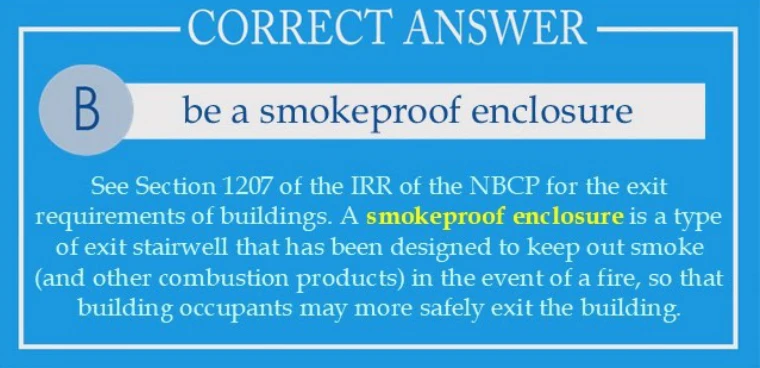 CORRECT ANSWER
B
be a smokeproof enclosure
See Section 1207 of the IRR of the NBCP for the exit
requirements of buildings. A smokeproof enclosure is a type
of exit stairwell that has been designed to keep out smoke
(and other combustion products) in the event of a fire, so that
building occupants may more safely exit the building.